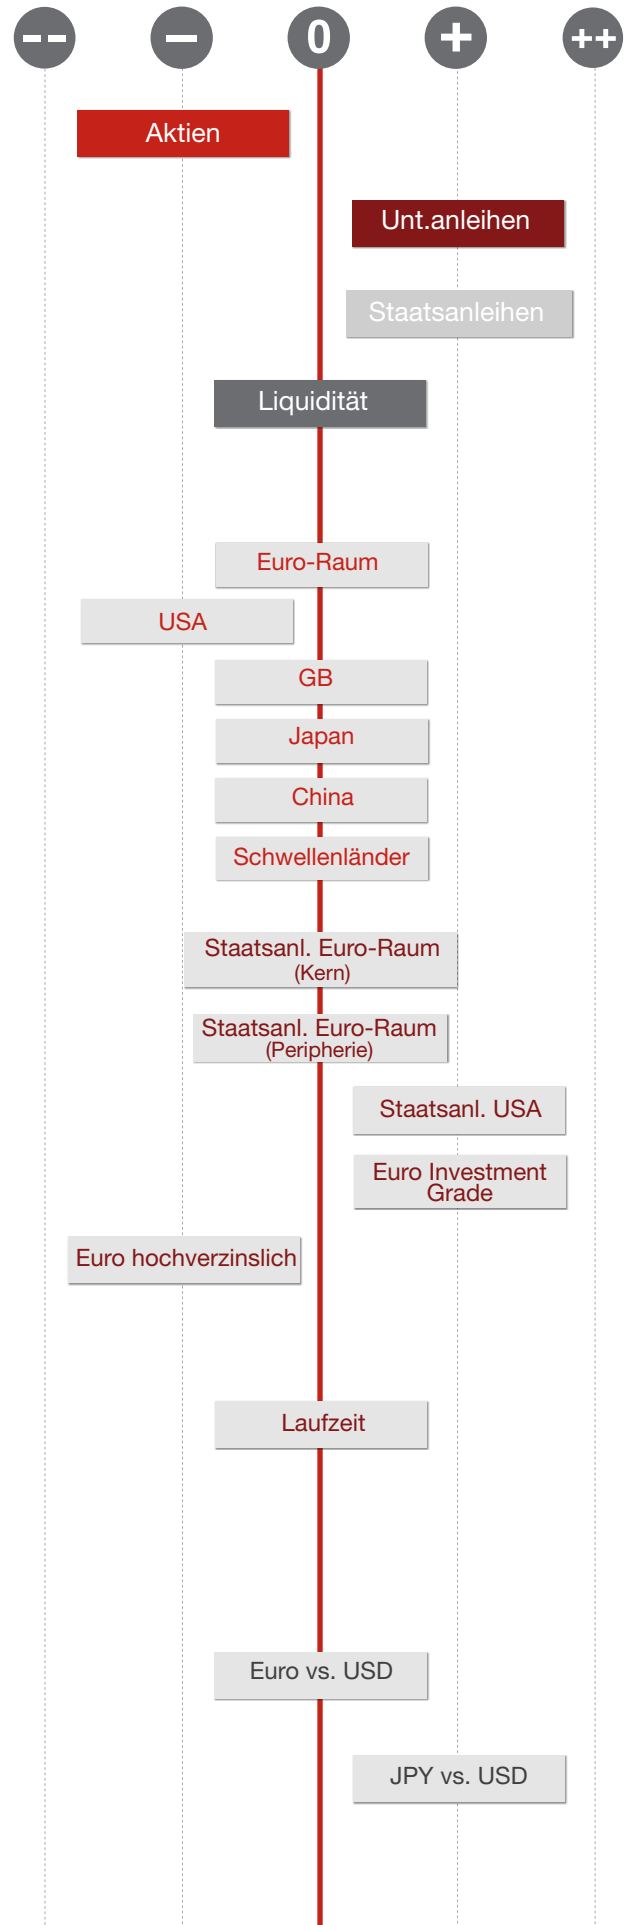 -- - 0 + ++
Aktien
Unt.anleihen
Staatsanleihen
Liquidität
Euro-Raum
USA
GB
Japan
China
Schwellenländer
Staatsanl. Euro-Raum
(Kern)
Staatsanl. Euro-Raum
(Peripherie)
Staatsanl. USA
Euro Investment
Grade
Euro hochverzinslich
Laufzeit
Euro vs. USD
JPY vs. USD